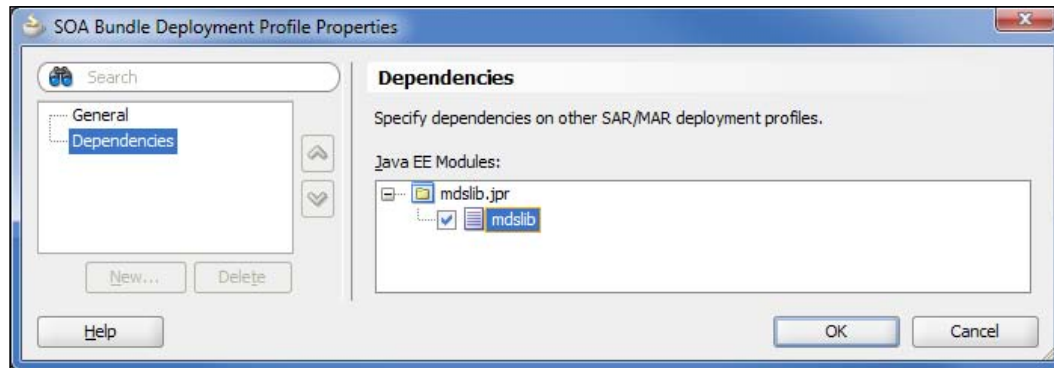 SOA Bundle Deployment Profile Properties
Search
General
Dependencies
New...
Delete
Dependencies
Specify dependencies on other SAR/MAR deployment profiles.
Java EE Modules:
mdslib.jpr
mdslib
Help
OK
Cancel